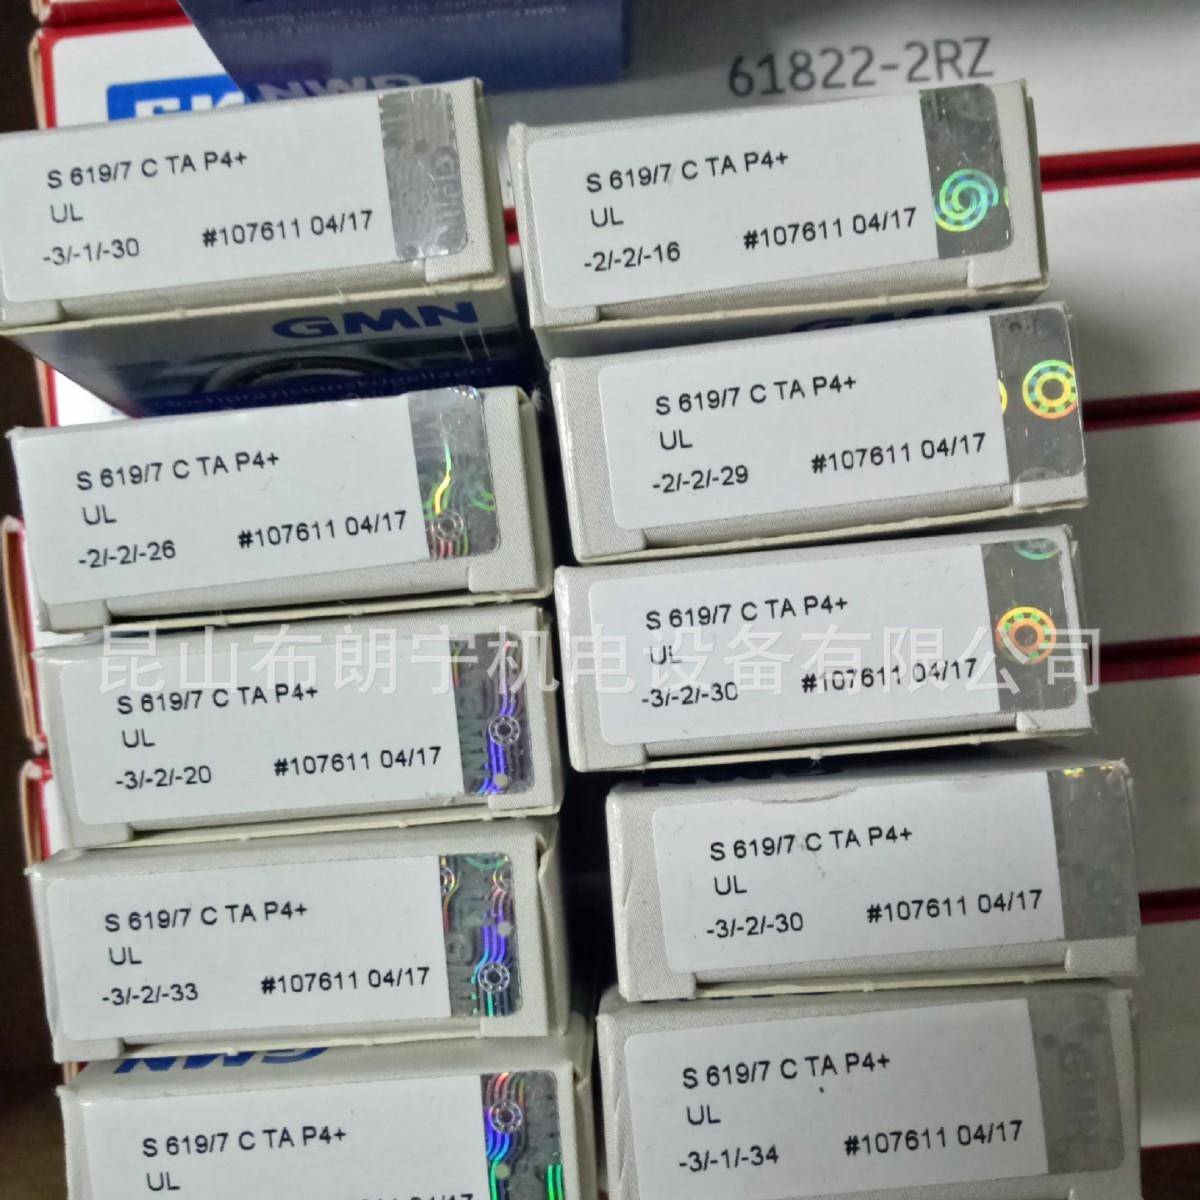 61822-2RZ
S 619/7 C TA P4+
UL
-3/-1/-30 #107611 04/17
S 619/7 C TA P4+
UL
-2/-2/-16 #107611 04/17
GMN
Hochpräzisionskugellager
S 619/7 C TA P4+
UL
-2/-2/-29 #107611 04/17
S 619/7 C TA P4+
UL
-2/-2/-26 #107611 04/17
S 619/7 C TA P4+
UL
-3/-2/-30 #107611 04/17
昆山布朗宁机电设备有限公司
S 619/7 C TA P4+
UL
-3/-2/-20 #107611 04/17
S 619/7 C TA P4+
UL
-3/-2/-30 #107611 04/17
S 619/7 C TA P4+
UL
-3/-2/-33 #107611 04/17
GMN
S 619/7 C TA P4+
UL
-3/-1/-34 #107611 04/17
S 619/7 C TA P4+
UL
04/17